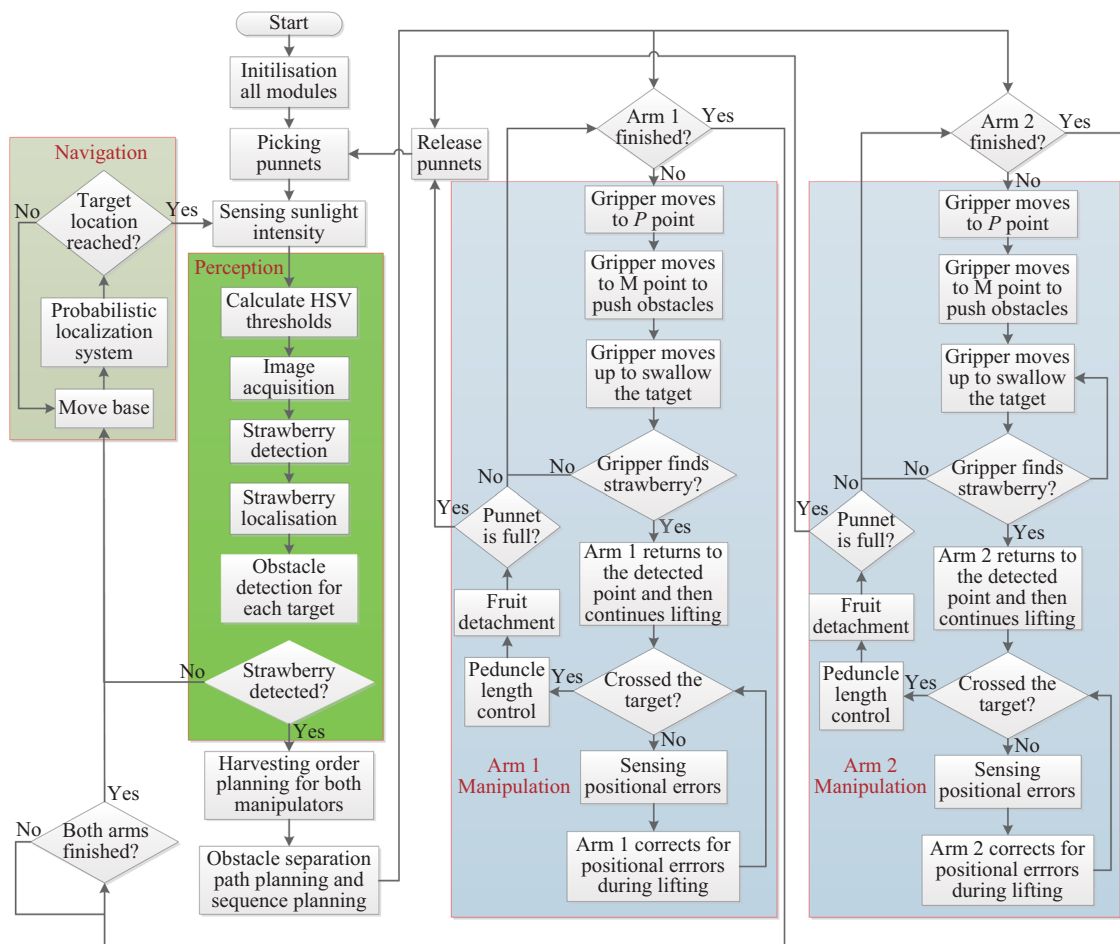 Start
Initilisation
all modules
Picking
punnets
Sensing sunlight
intensity
Navigation
Target
location
reached?
No
Yes
Probabilistic
localization
system
Move base
Perception
Calculate HSV
thresholds
Image
acquisition
Strawberry
detection
Strawberry
localisation
Obstacle
detection for
each target
Strawberry
detected?
No
Yes
Harvesting order
planning for both
manipulators
Obstacle separation
path planning and
sequence planning
Both arms
finished?
No
Yes
Release
punnets
Arm 1
finished?
Yes
No
Gripper moves
to P point
Gripper moves
to M point to
push obstacles
Gripper moves
up to swallow
the tatget
Gripper finds
strawberry?
No
Yes
No
Yes
Punnet
is full?
Arm 1 returns to
the detected
point and then
continues lifting
Fruit
detachment
Peduncle
length
control
Yes
Crossed the
target?
No
Arm 1
Manipulation
Sensing
positional errors
Arm 1 corrects for
positional errrors
during lifting
Arm 2
finished?
Yes
No
Gripper moves
to P point
Gripper moves
to M point to
push obstacles
Gripper moves
up to swallow
the tatget
Gripper finds
strawberry?
No
Yes
No
Yes
Punnet
is full?
Arm 2 returns to
the detected
point and then
continues lifting
Fruit
detachment
Peduncle
length
control
Yes
Crossed the
target?
No
Arm 2
Manipulation
Sensing
positional errors
Arm 2 corrects for
positional errrors
during lifting